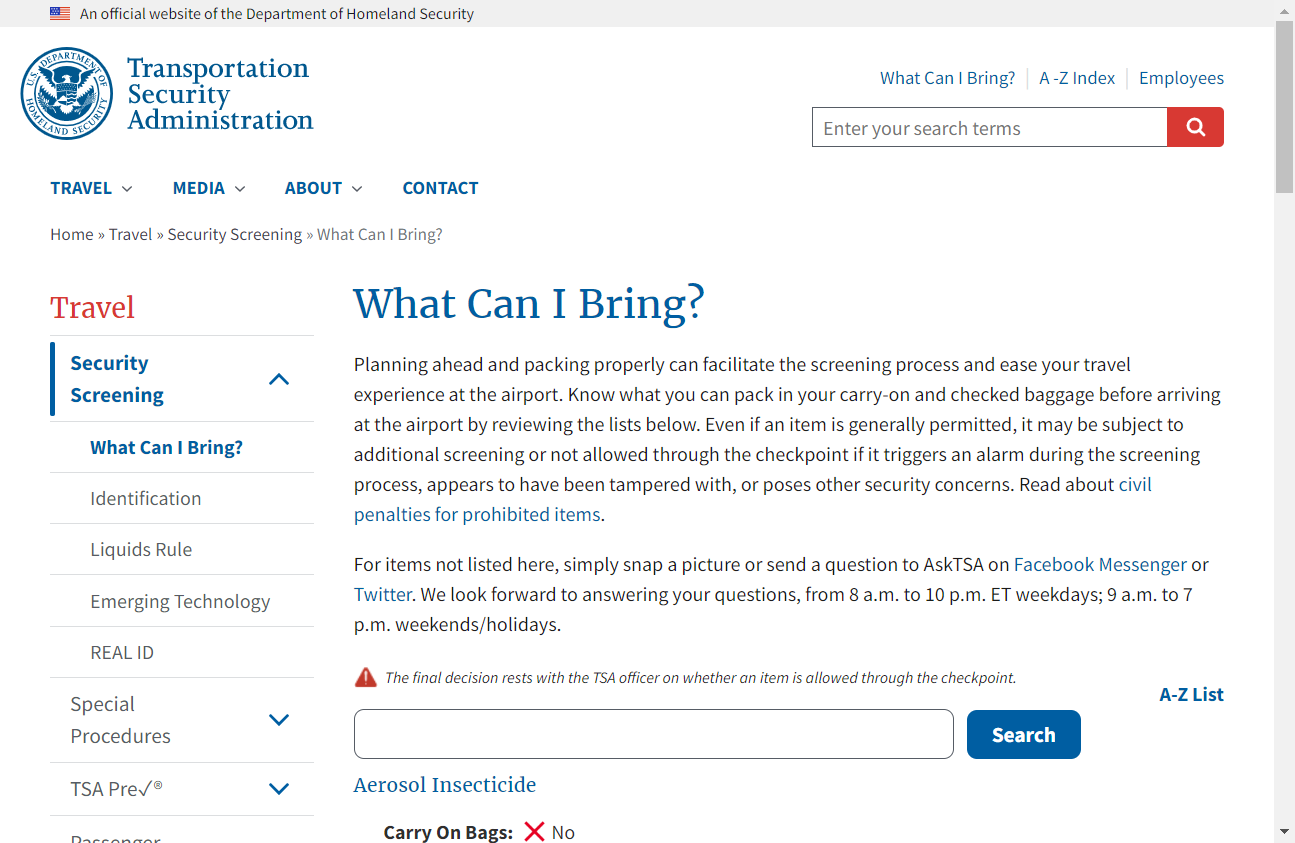 An official website of the Department of Homeland Security
U.S. DEPARTMENT OF HOMELAND SECURITY
Transportation
Security
Administration
What Can I Bring?
A -Z Index
Employees
Enter your search terms
TRAVEL
MEDIA
ABOUT
CONTACT
Home » Travel » Security Screening » What Can I Bring?
Travel
Security
Screening
What Can I Bring?
Identification
Liquids Rule
Emerging Technology
REAL ID
Special
Procedures
TSA Pre✓®
Passenger
What Can I Bring?
Planning ahead and packing properly can facilitate the screening process and ease your travel
experience at the airport. Know what you can pack in your carry-on and checked baggage before arriving
at the airport by reviewing the lists below. Even if an item is generally permitted, it may be subject to
additional screening or not allowed through the checkpoint if it triggers an alarm during the screening
process, appears to have been tampered with, or poses other security concerns. Read about civil
penalties for prohibited items.
For items not listed here, simply snap a picture or send a question to AskTSA on Facebook Messenger or
Twitter. We look forward to answering your questions, from 8 a.m. to 10 p.m. ET weekdays; 9 a.m. to 7
p.m. weekends/holidays.
The final decision rests with the TSA officer on whether an item is allowed through the checkpoint.
A-Z List
Search
Aerosol Insecticide
Carry On Bags: No